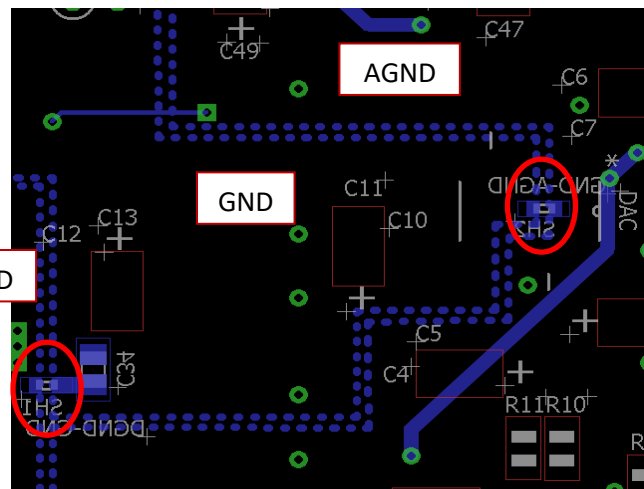 C49
C47
AGND
C6
C7
*
GND-AGND
C11
GND
C10
DAC
SH2
C13
C12
D
C5
C34
C4
SH1
R11
R10
DGND-GND
R